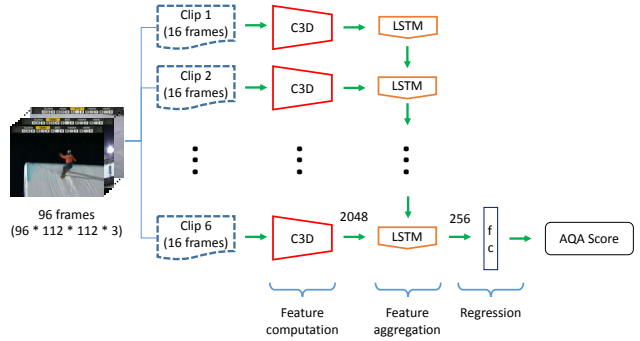 Clip 1
(16 frames)
C3D
LSTM
Clip 2
(16 frames)
C3D
LSTM
96 frames
(96 * 112 * 112 * 3)
Clip 6
(16 frames)
C3D
2048
LSTM
256
f
c
AQA Score
Feature
computation
Feature
aggregation
Regression